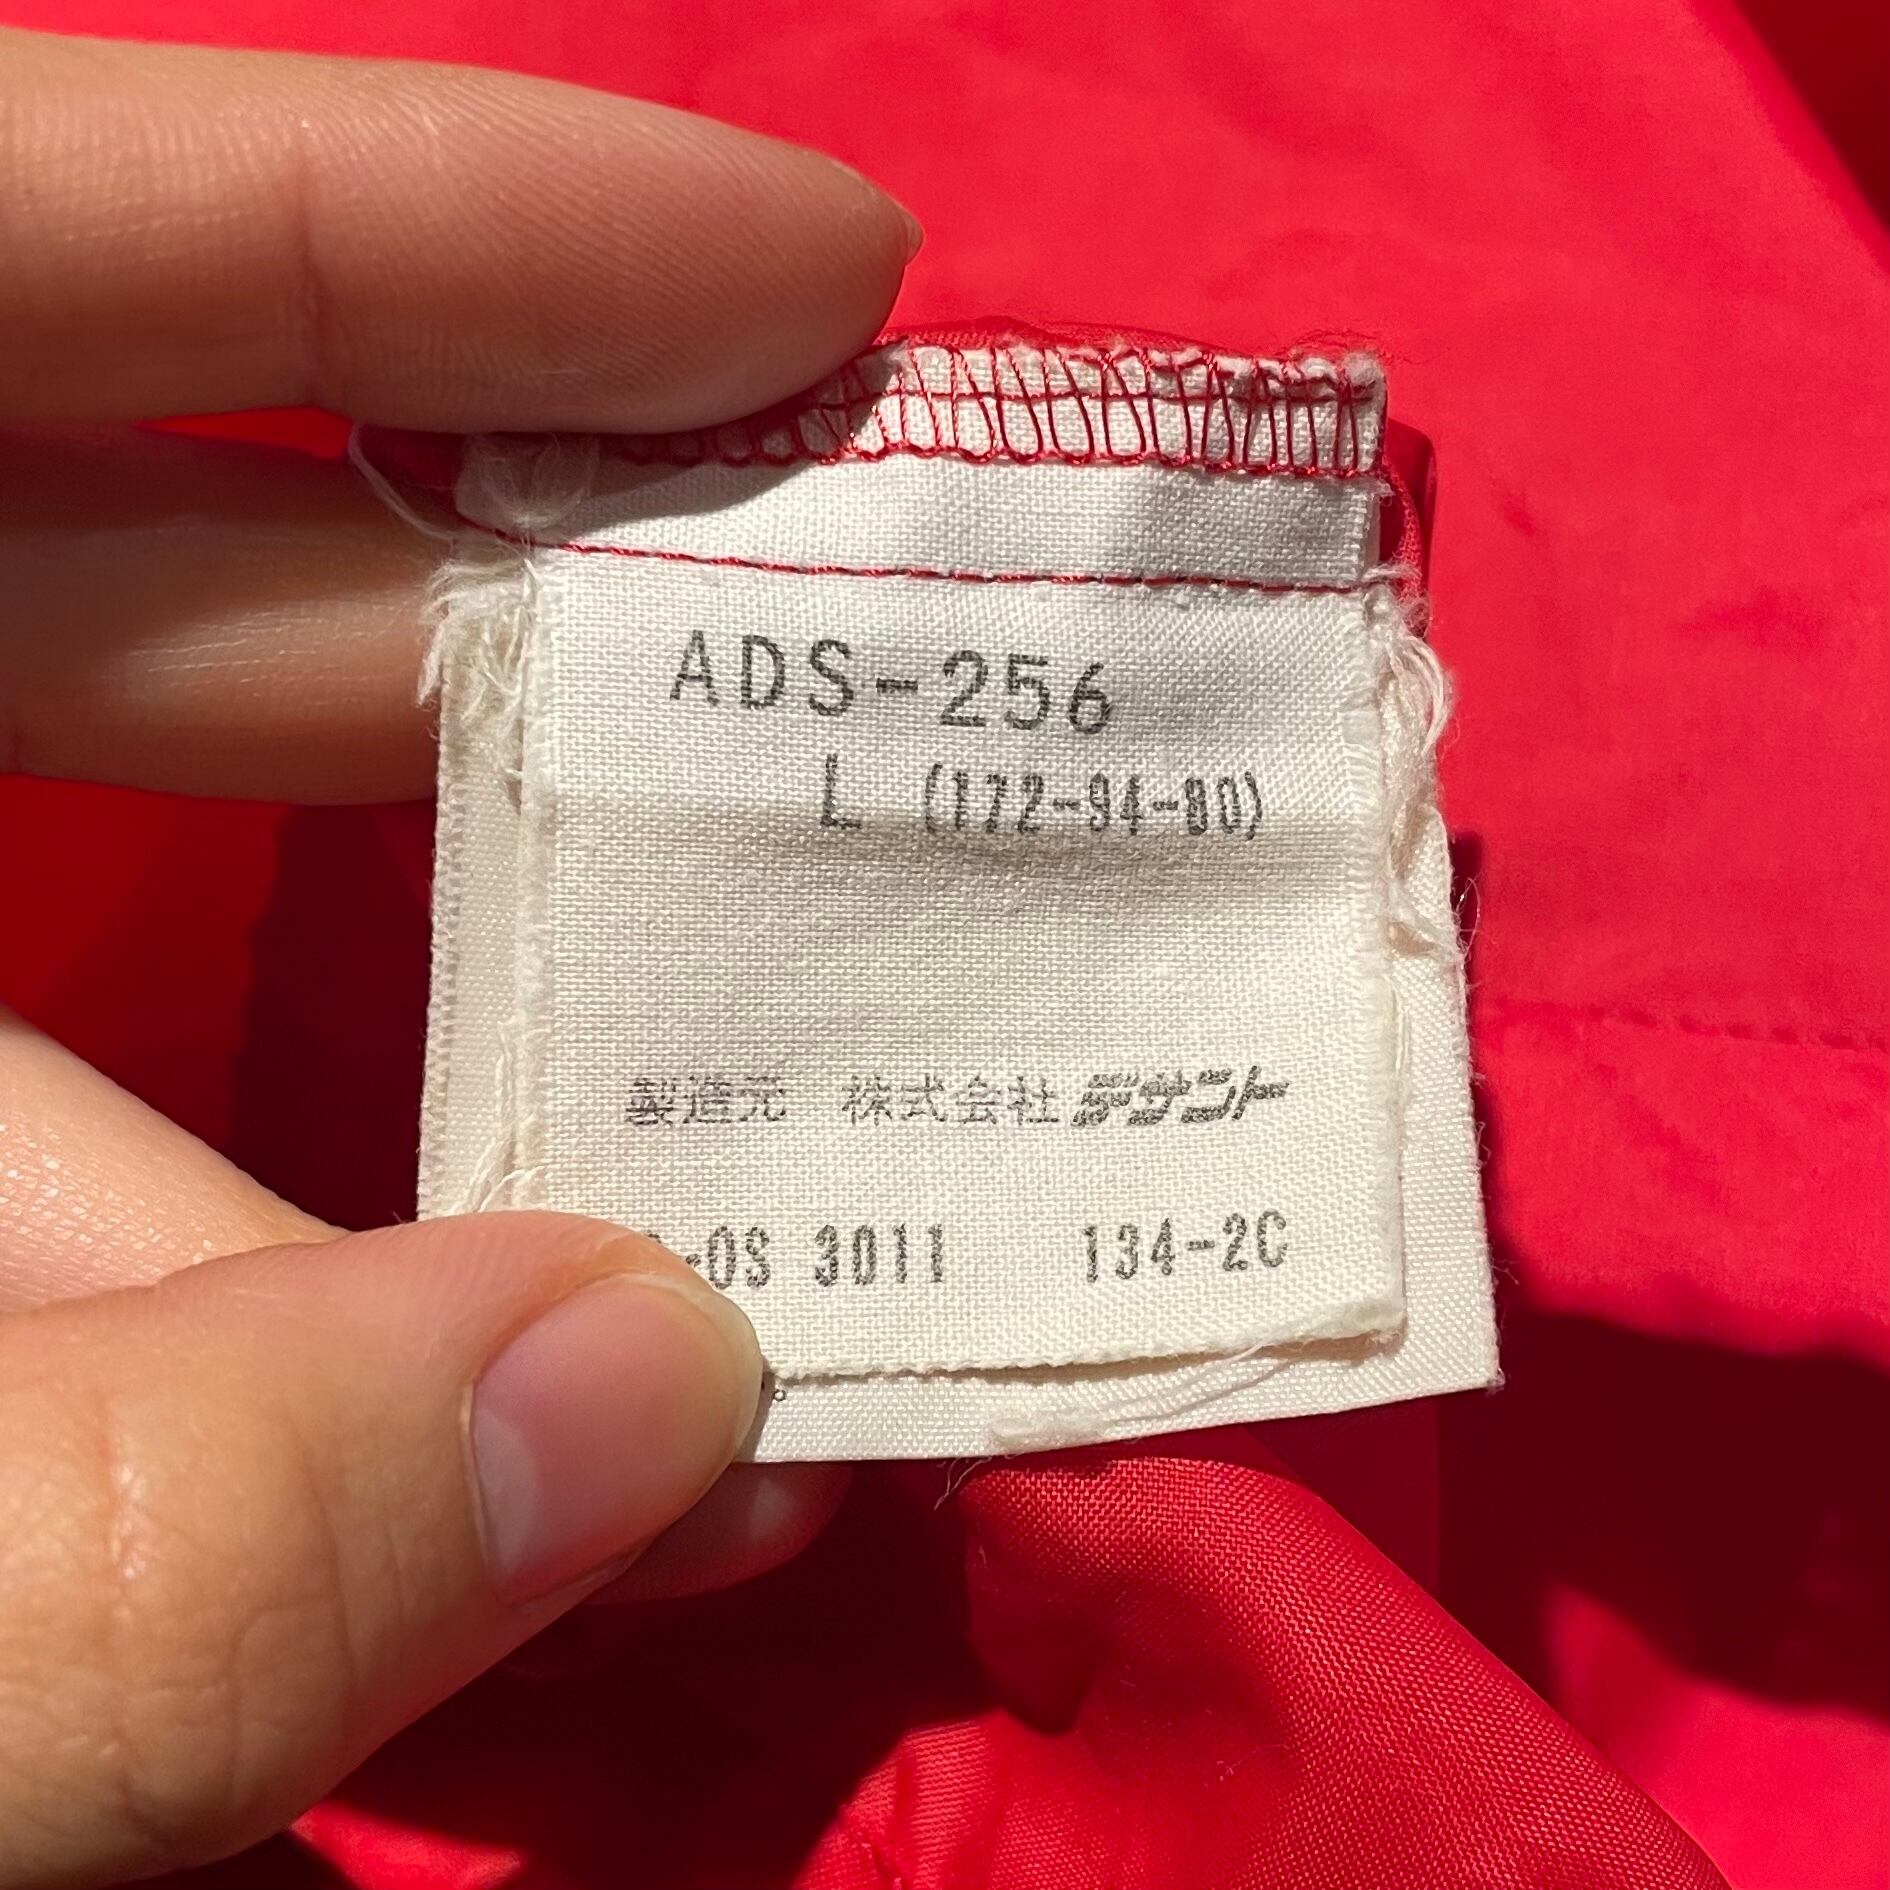 ADS-256
L (172-94-80)
製造元 株式会社デサント
-OS 3011 134-2C
。